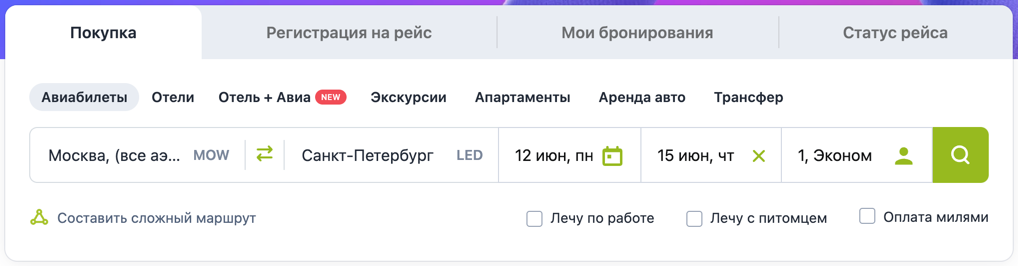 Покупка Регистрация на рейс Мои бронирования Статус рейса
Авиабилеты Отели Отель + Авиа NEW Экскурсии Апартаменты Аренда авто Трансфер
Москва, (все аэ... MOW Санкт-Петербург LED 12 июн, пн 15 июн, чт 1, Эконом
Составить сложный маршрут Лечу по работе Лечу с питомцем Оплата милями